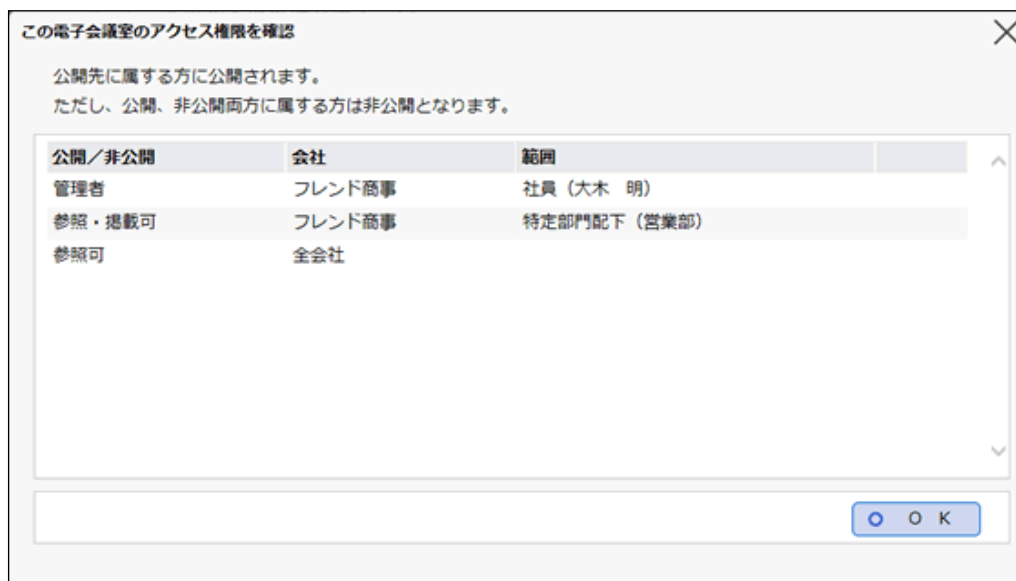 この電子会議室のアクセス権限を確認
公開先に属する方に公開されます。
ただし、公開、非公開両方に属する方は非公開となります。
公開／非公開 会社 範囲
管理者 フレンド商事 社員（大木　明）
参照・掲載可 フレンド商事 特定部門配下（営業部）
参照可 全会社
ＯＫ